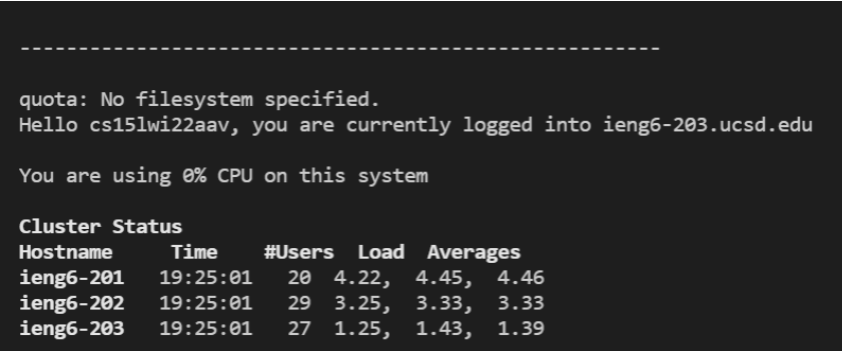 -------------------------------------------------------
quota: No filesystem specified.
Hello cs15lwi22aav, you are currently logged into ieng6-203.ucsd.edu
You are using 0% CPU on this system
Cluster Status
Hostname     Time    #Users  Load  Averages
ieng6-201   19:25:01   20  4.22,  4.45,  4.46
ieng6-202   19:25:01   29  3.25,  3.33,  3.33
ieng6-203   19:25:01   27  1.25,  1.43,  1.39